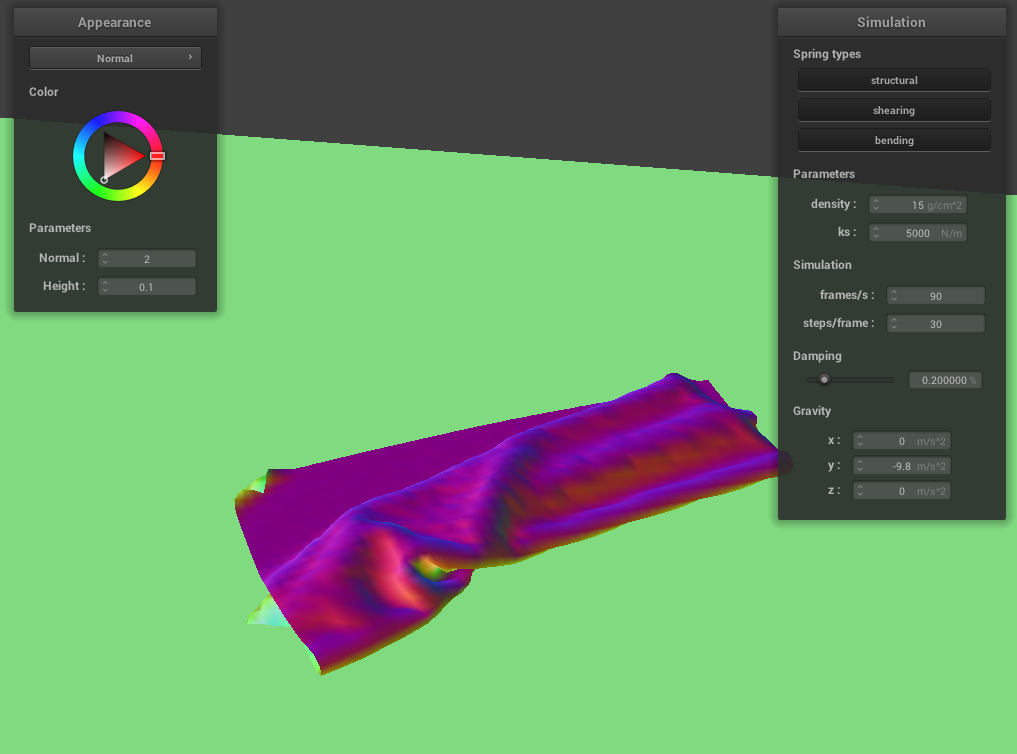 Appearance
Normal
Color
Parameters
Normal : 2
Height : 0.1
Simulation
Spring types
structural
shearing
bending
Parameters
density : 15 g/cm^2
ks : 5000 N/m
Simulation
frames/s : 90
steps/frame : 30
Damping
0.200000 %
Gravity
x : 0 m/s^2
y : -9.8 m/s^2
z : 0 m/s^2